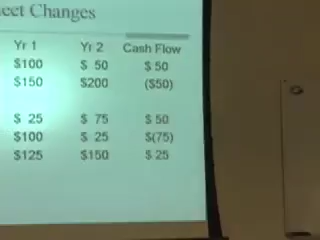 Changes
Yr 1 Yr 2 Cash Flow
$100 $ 50 $ 50
$150 $200 ($50)
$ 25 $ 75 $ 50
$100 $ 25 $(75)
$125 $150 $ 25